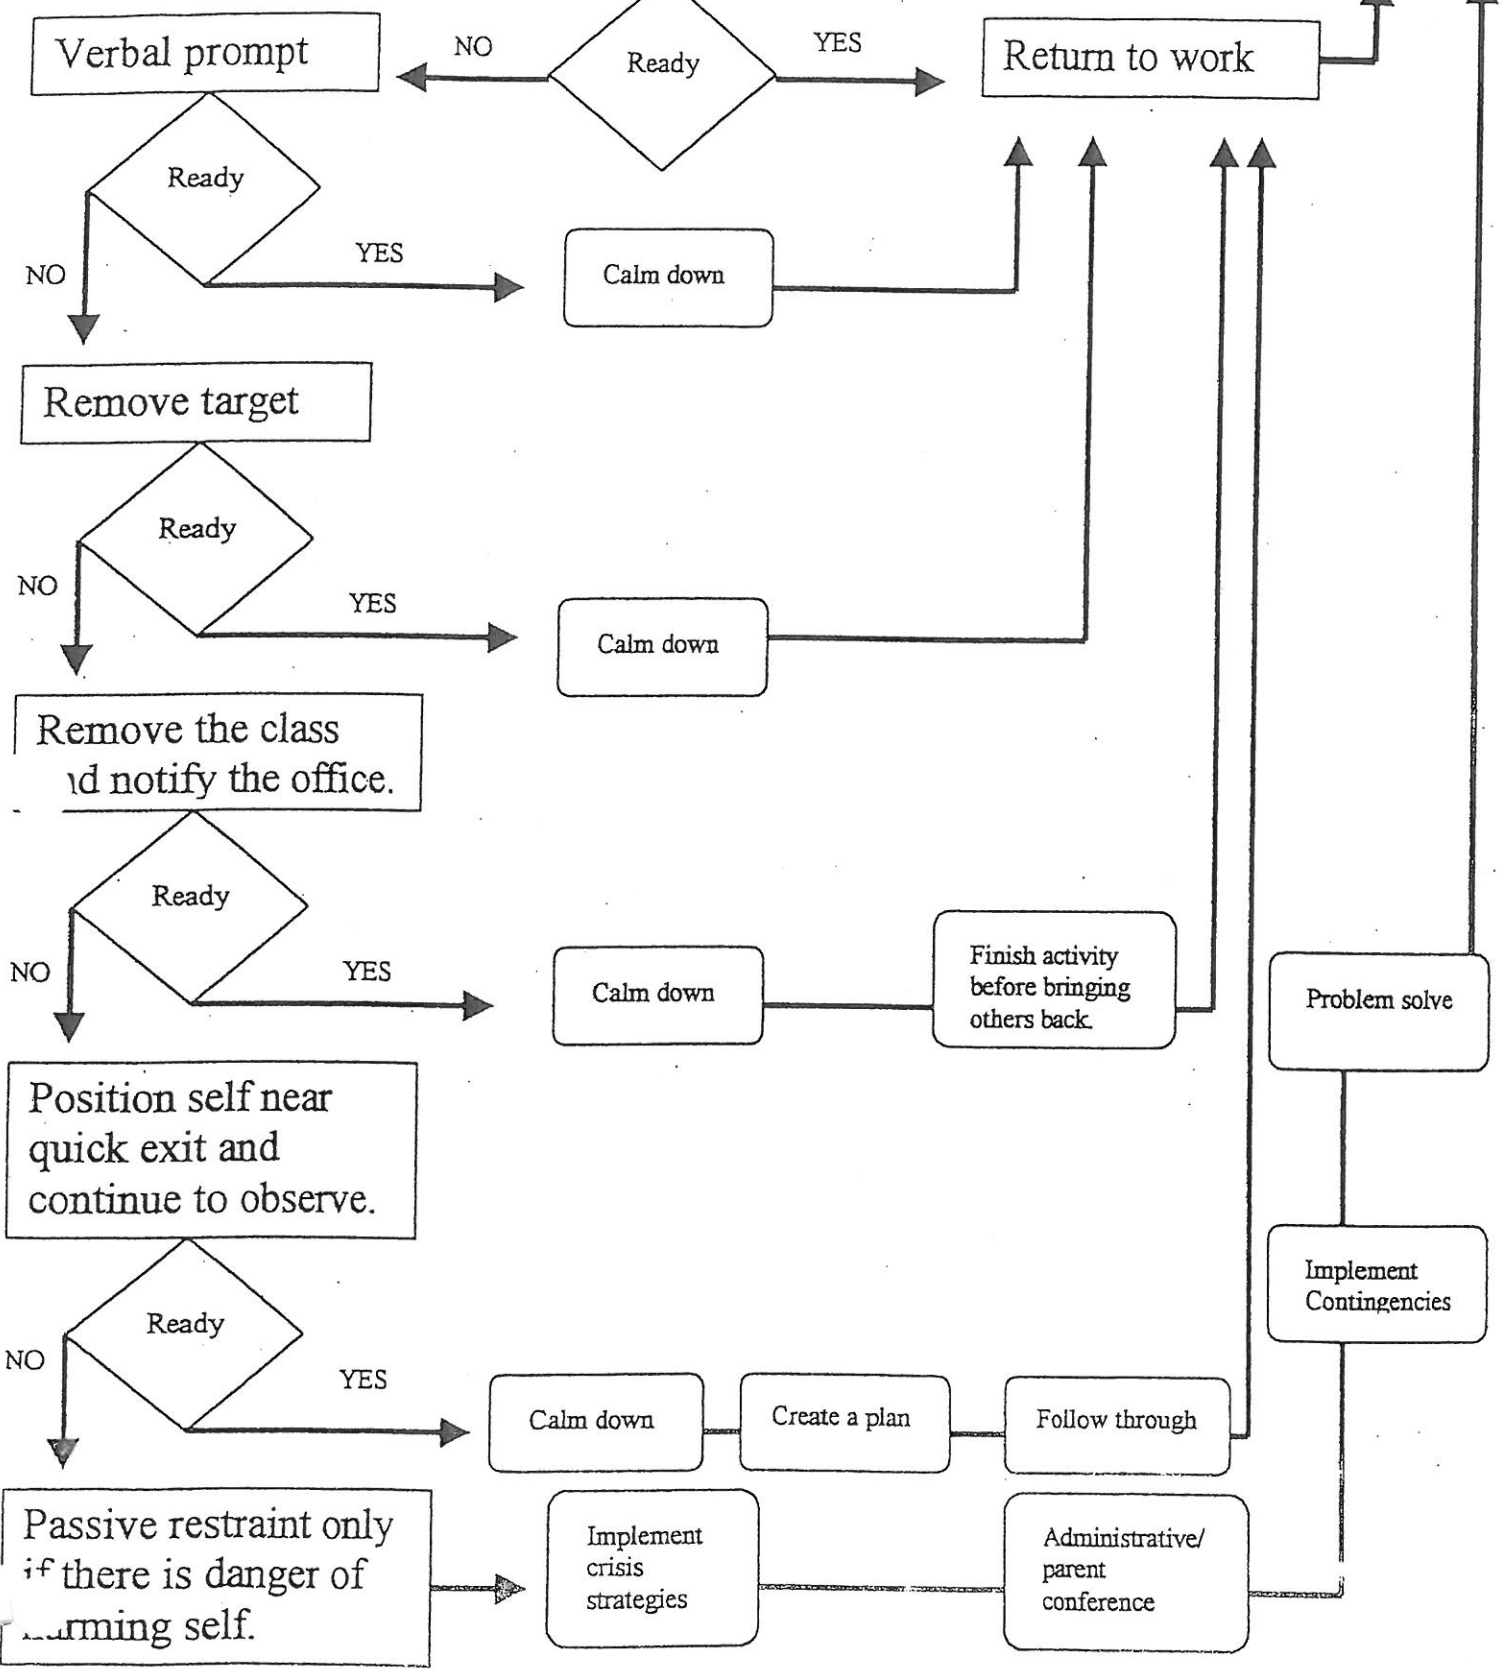 Verbal prompt
NO
Ready
YES
Return to work
Ready
NO
YES
Calm down
Remove target
Ready
NO
YES
Calm down
Remove the class
notify the office.
Ready
NO
YES
Calm down
Finish activity
before bringing
others back.
Problem solve
Position self near
quick exit and
continue to observe.
Implement
Contingencies
Ready
NO
YES
Calm down
Create a plan
Follow through
Passive restraint only
if there is danger of
self.
Implement
crisis
strategies
Administrative/
parent
conference